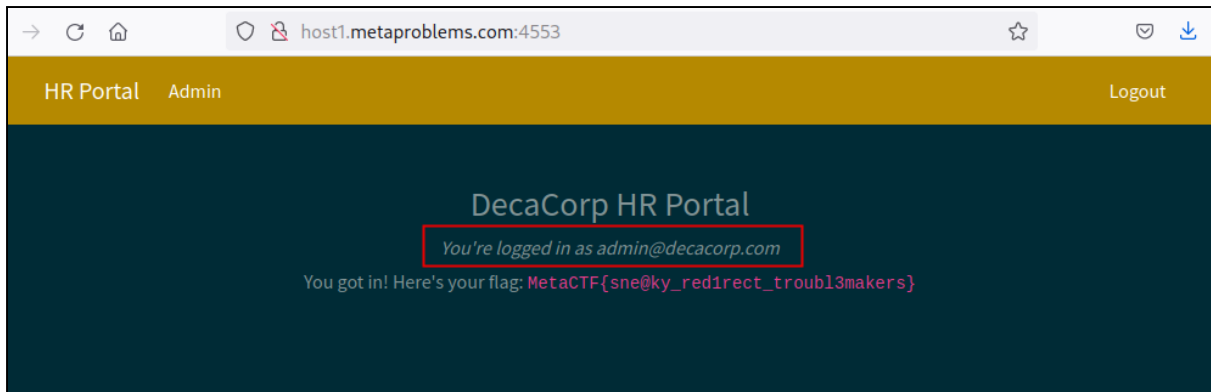 host1.metaproblems.com:4553
HR Portal Admin Logout
DecaCorp HR Portal
You're logged in as admin@decacorp.com
You got in! Here's your flag: MetaCTF{sne@ky_red1rect_troubl3makers}